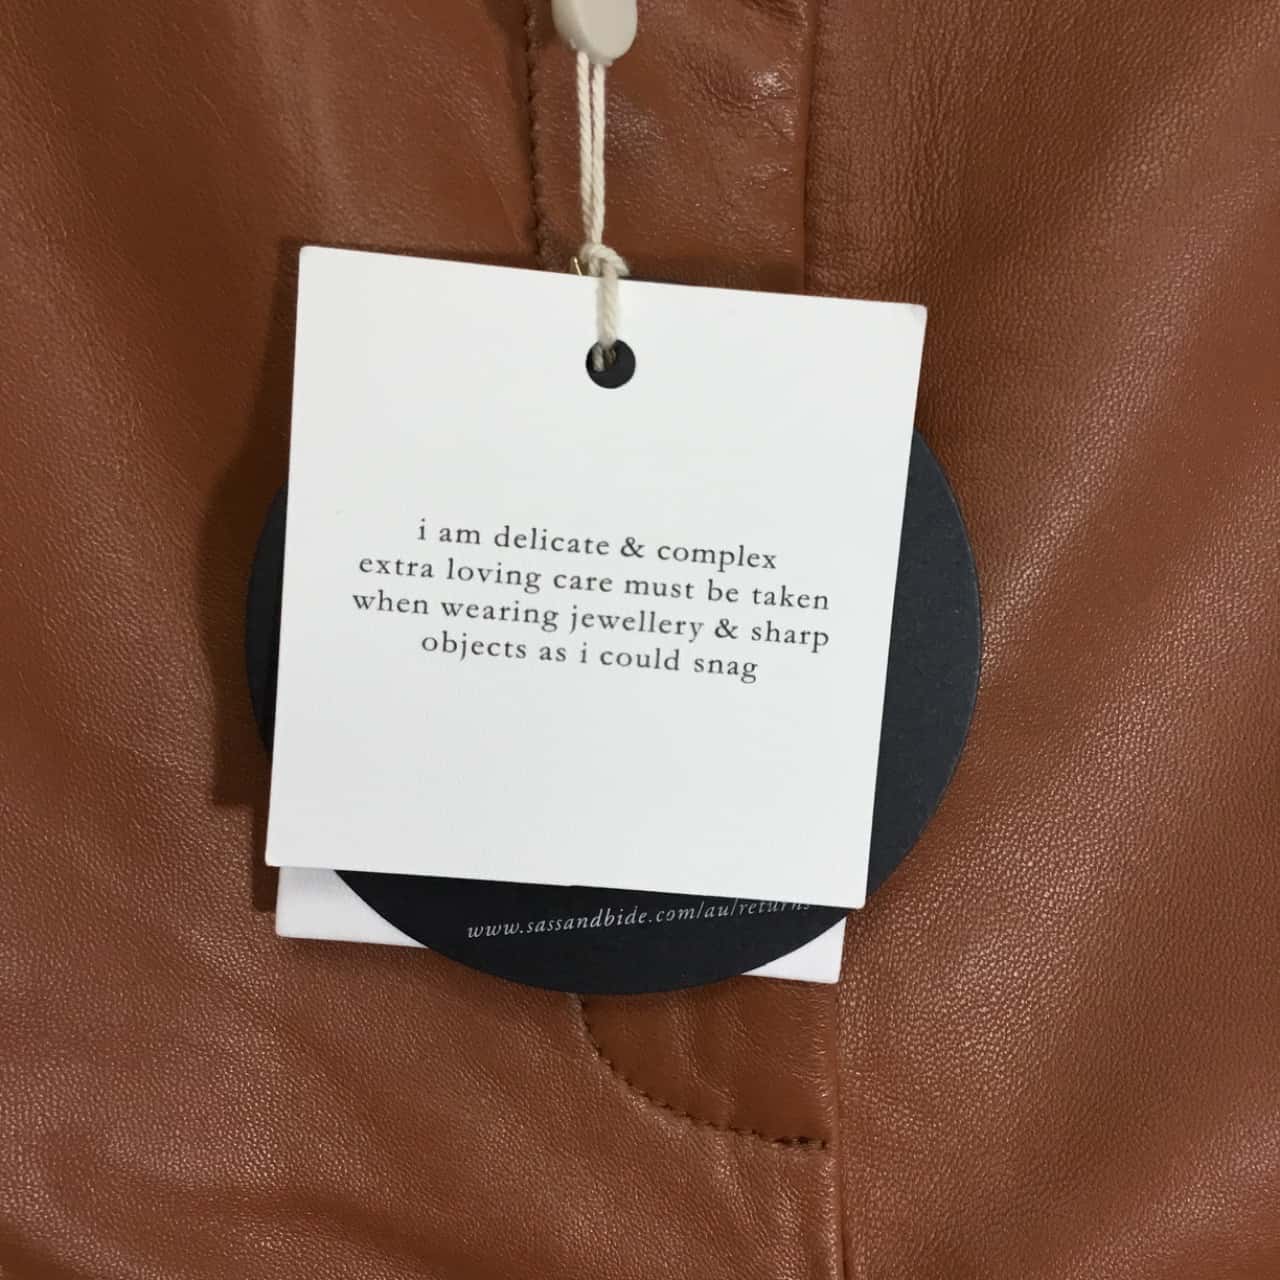 i am delicate & complex
extra loving care must be taken
when wearing jewellery & sharp
objects as i could snag
www.sassandbide.com/au/returns